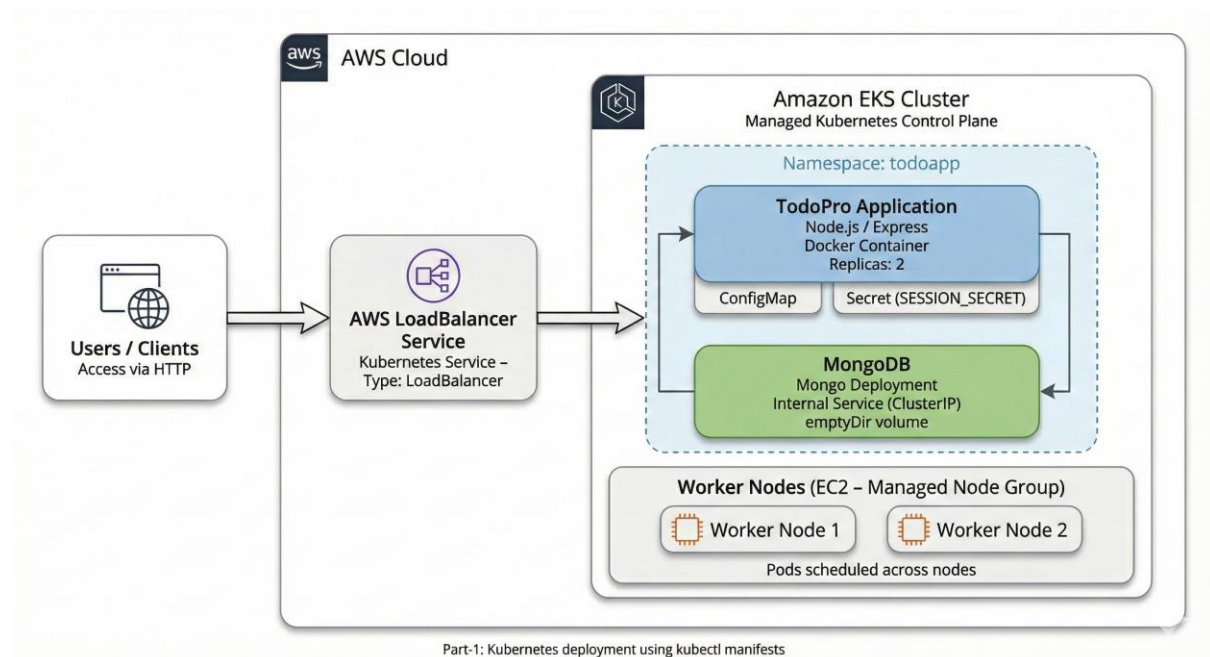 aws
AWS Cloud
Amazon EKS Cluster
Managed Kubernetes Control Plane
Namespace: todoapp
TodoPro Application
Node.js / Express
Docker Container
Replicas: 2
ConfigMap
Secret (SESSION_SECRET)
Users / Clients
Access via HTTP
AWS LoadBalancer
Service
Kubernetes Service –
Type: LoadBalancer
MongoDB
Mongo Deployment
Internal Service (ClusterIP)
emptyDir volume
Worker Nodes (EC2 – Managed Node Group)
Worker Node 1
Worker Node 2
Pods scheduled across nodes
Part-1: Kubernetes deployment using kubectl manifests